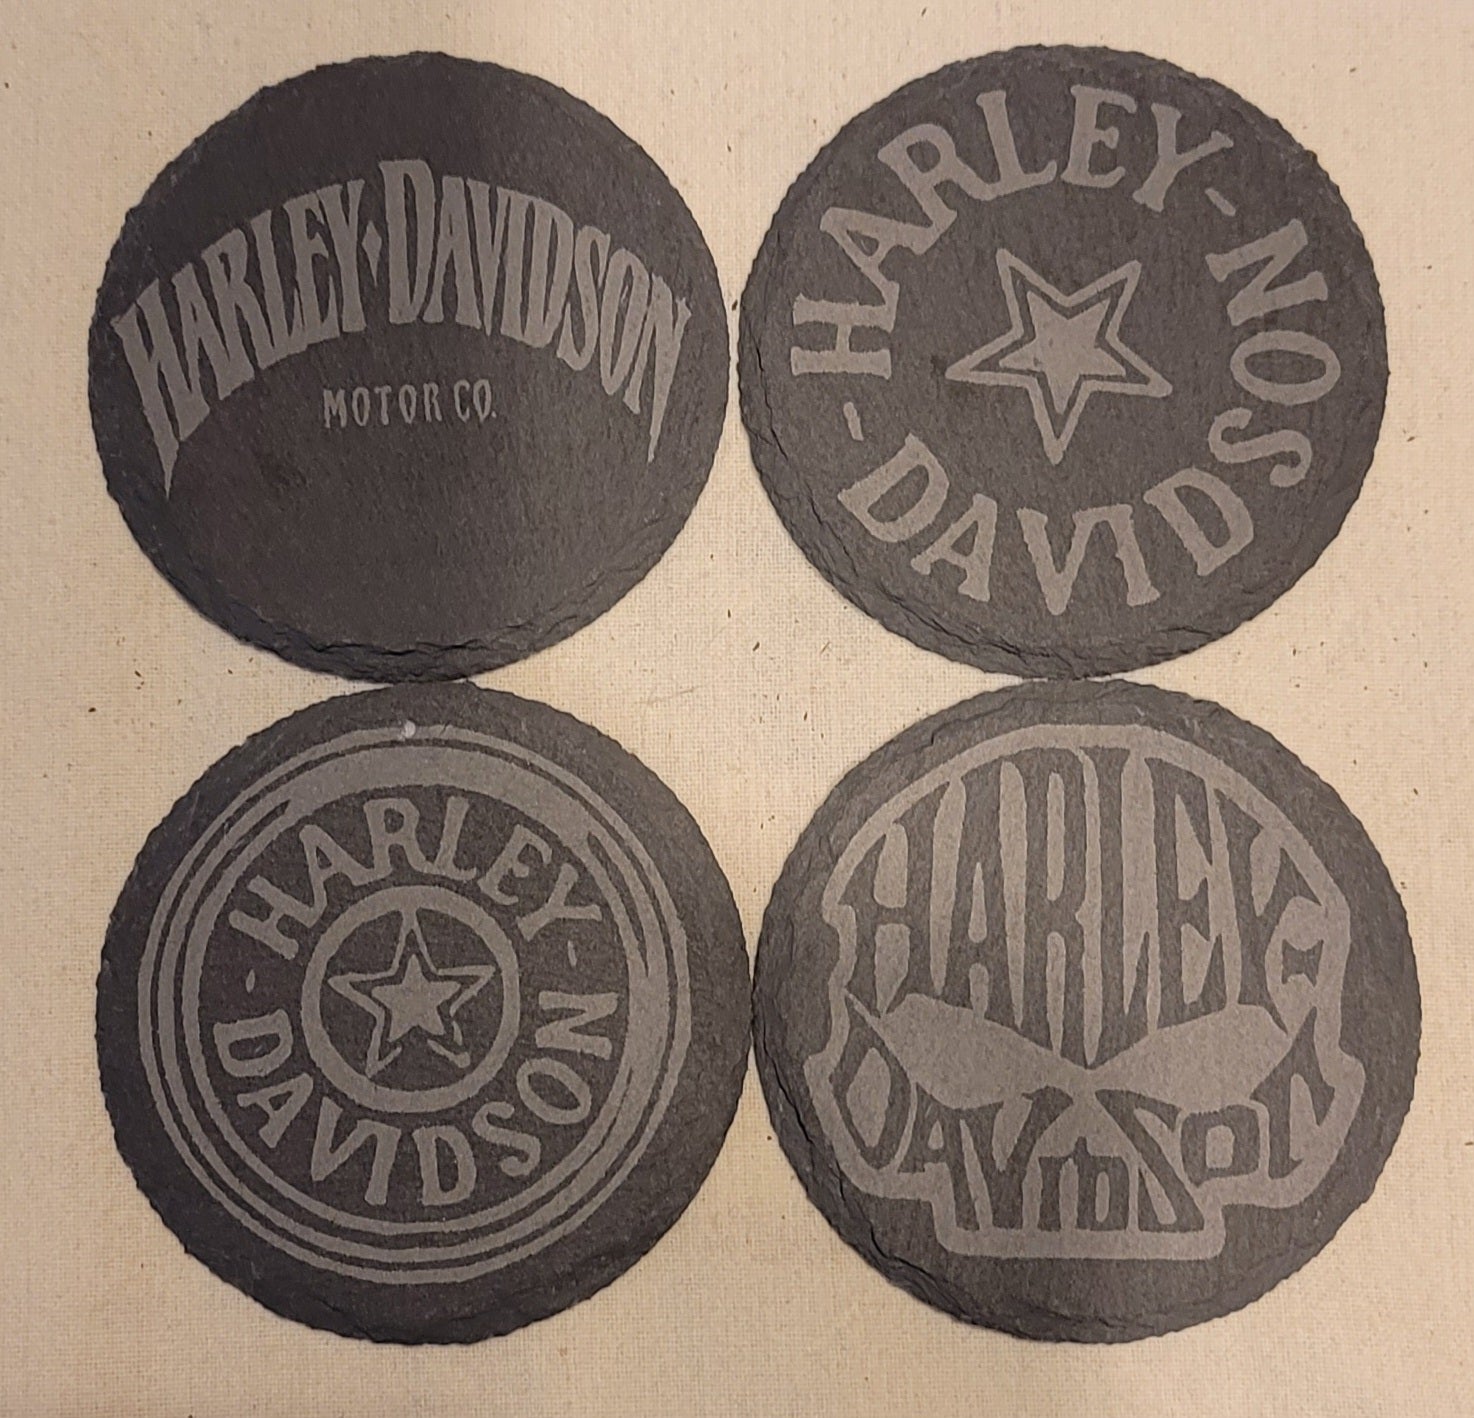 HARLEY-DAVIDSON
MOTOR CO.
HARLEY-
DAVIDSON-
HARLEY-
DAVIDSON-
HARLEY
DAVIDSON